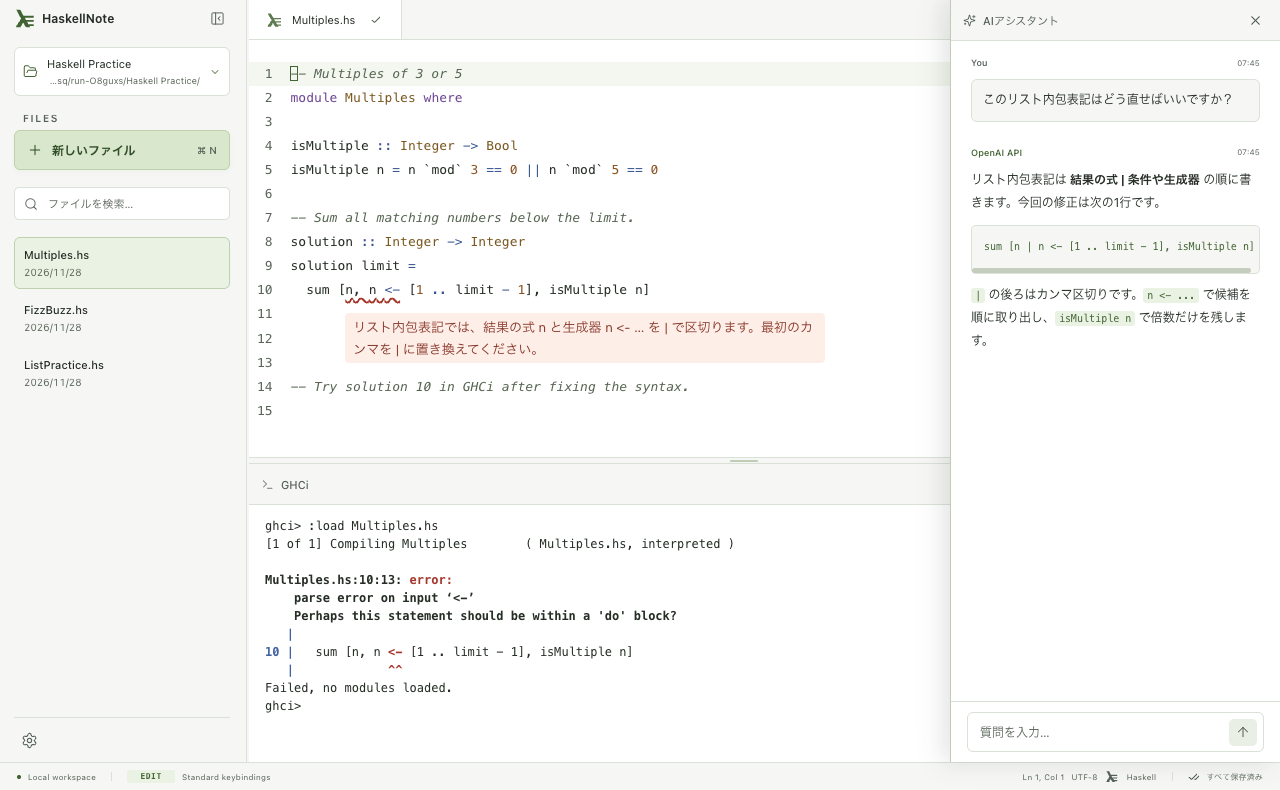 HaskellNote
Haskell Practice
...sq/run-O8guxs/Haskell Practice/
FILES
新しいファイル ⌘ N
ファイルを検索...
Multiples.hs
2026/11/28
FizzBuzz.hs
2026/11/28
ListPractice.hs
2026/11/28
Multiples.hs
1 -- Multiples of 3 or 5
2 module Multiples where
3
4 isMultiple :: Integer -> Bool
5 isMultiple n = n `mod` 3 == 0 || n `mod` 5 == 0
6
7 -- Sum all matching numbers below the limit.
8 solution :: Integer -> Integer
9 solution limit =
10   sum [n, n <- [1 .. limit - 1], isMultiple n]
11
リスト内包表記では、結果の式 n と生成器 n <- ... を | で区切ります。最初のカ
12
ンマを | に置き換えてください。
13
14 -- Try solution 10 in GHCi after fixing the syntax.
15
GHCi
ghci> :load Multiples.hs
[1 of 1] Compiling Multiples        ( Multiples.hs, interpreted )
Multiples.hs:10:13: error:
    parse error on input ‘<-’
    Perhaps this statement should be within a 'do' block?
   |
10 |   sum [n, n <- [1 .. limit - 1], isMultiple n]
   |             ^^
Failed, no modules loaded.
ghci>
AIアシスタント
You 07:45
このリスト内包表記はどう直せばいいですか？
OpenAI API 07:45
リスト内包表記は 結果の式 | 条件や生成器 の順に書
きます。今回の修正は次の1行です。
sum [n | n <- [1 .. limit - 1], isMultiple n]
| の後ろはカンマ区切りです。 n <- ... で候補を
順に取り出し、 isMultiple n で倍数だけを残しま
す。
質問を入力...
Local workspace
EDIT Standard keybindings
Ln 1, Col 1 UTF-8 Haskell
すべて保存済み